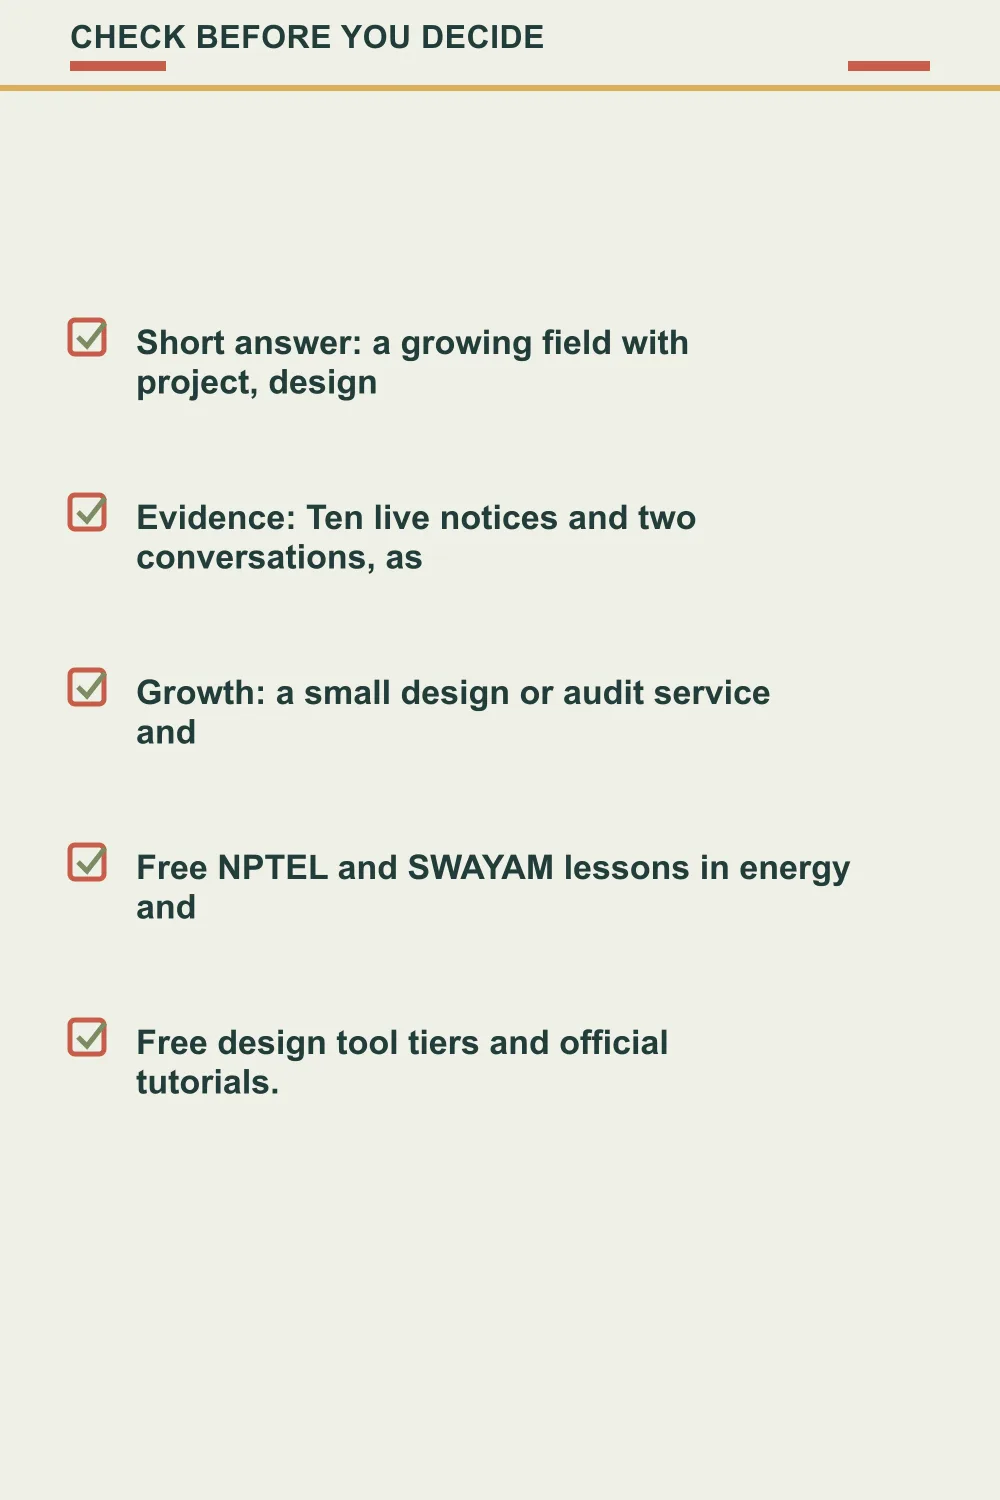 CHECK BEFORE YOU DECIDE
Short answer: a growing field with
project, design
Evidence: Ten live notices and two
conversations, as
Growth: a small design or audit service
and
Free NPTEL and SWAYAM lessons in energy
and
Free design tool tiers and official
tutorials.